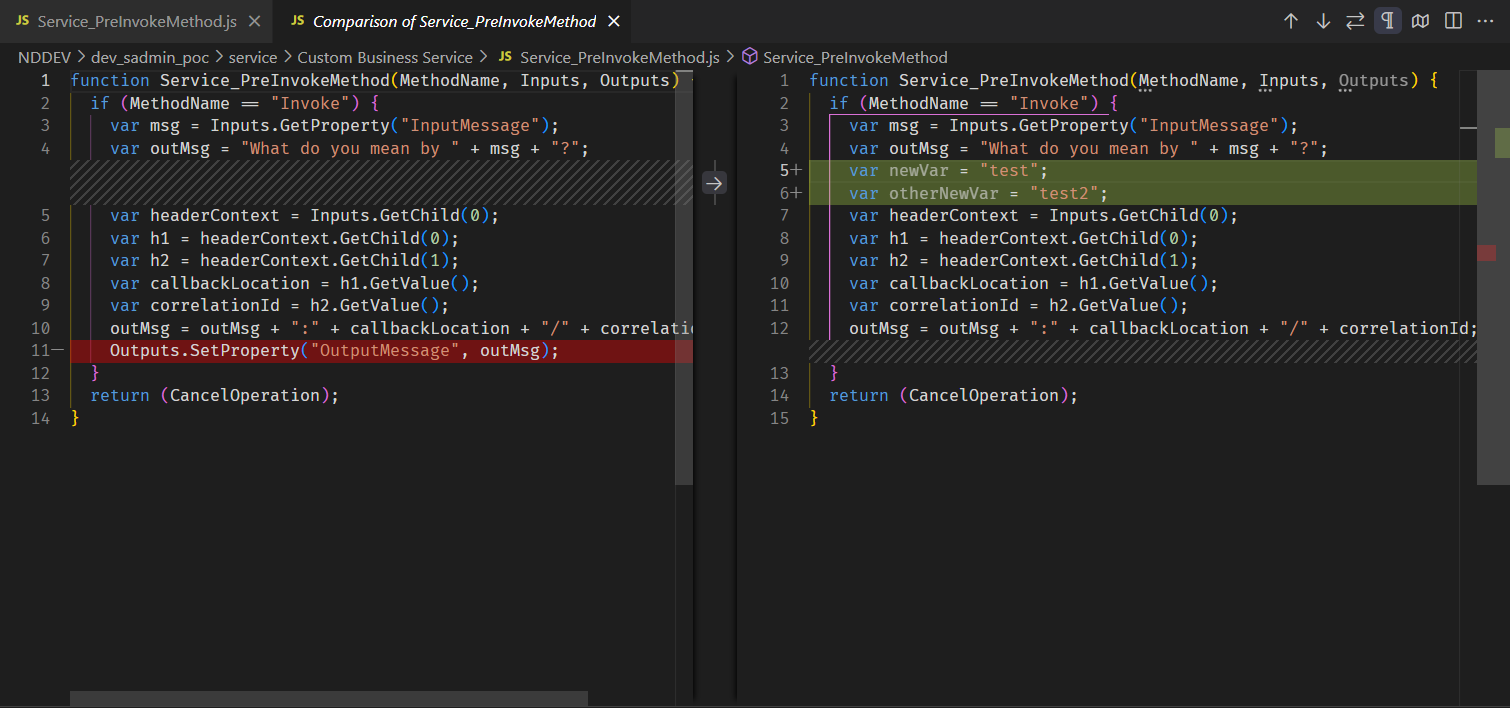 JS Service_PreInvokeMethod.js
JS Comparison of Service_PreInvokeMethod
NDDEV > dev_sadmin_poc > service > Custom Business Service > JS Service_PreInvokeMethod.js > Service_PreInvokeMethod
1 function Service_PreInvokeMethod(MethodName, Inputs, Outputs)
2 if (MethodName == "Invoke") {
3 var msg = Inputs.GetProperty("InputMessage");
4 var outMsg = "What do you mean by " + msg + "?";
5 var headerContext = Inputs.GetChild(0);
6 var h1 = headerContext.GetChild(0);
7 var h2 = headerContext.GetChild(1);
8 var callbackLocation = h1.GetValue();
9 var correlationId = h2.GetValue();
10 outMsg = outMsg + ":" + callbackLocation + "/" + correlati
11— Outputs.SetProperty("OutputMessage", outMsg);
12 }
13 return (CancelOperation);
14 }
1 function Service_PreInvokeMethod(MethodName, Inputs, Outputs) {
2 if (MethodName == "Invoke") {
3 var msg = Inputs.GetProperty("InputMessage");
4 var outMsg = "What do you mean by " + msg + "?";
5+ var newVar = "test";
6+ var otherNewVar = "test2";
7 var headerContext = Inputs.GetChild(0);
8 var h1 = headerContext.GetChild(0);
9 var h2 = headerContext.GetChild(1);
10 var callbackLocation = h1.GetValue();
11 var correlationId = h2.GetValue();
12 outMsg = outMsg + ":" + callbackLocation + "/" + correlationId;
13 }
14 return (CancelOperation);
15 }